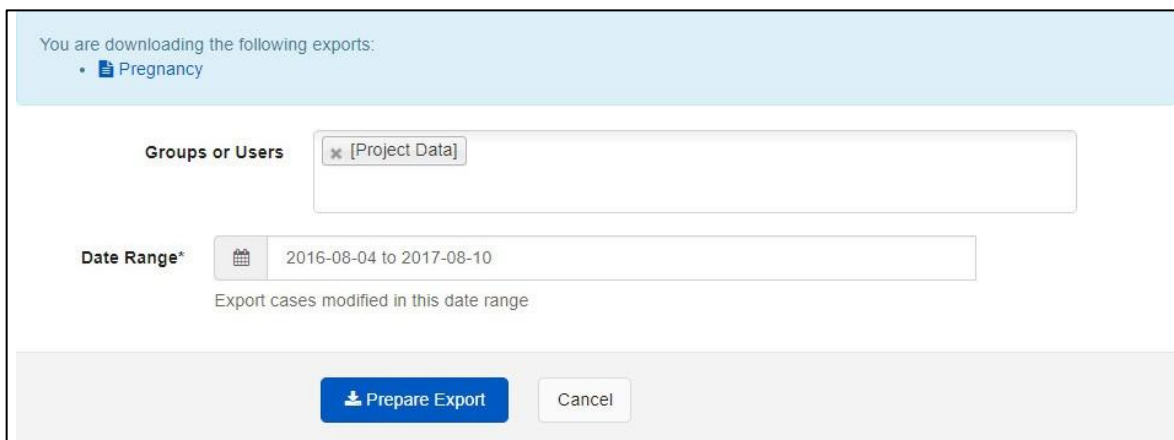 You are downloading the following exports:
Pregnancy
Groups or Users
[Project Data]
Date Range*
2016-08-04 to 2017-08-10
Export cases modified in this date range
Prepare Export
Cancel